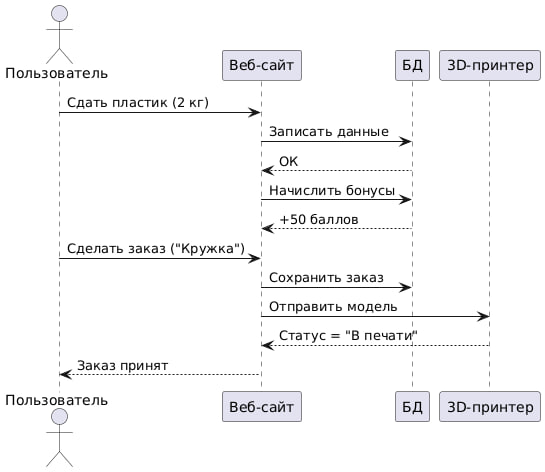 Пользователь
Веб-сайт
БД
3D-принтер
Сдать пластик (2 кг)
Записать данные
ОК
Начислить бонусы
+50 баллов
Сделать заказ ("Кружка")
Сохранить заказ
Отправить модель
Статус = "В печати"
Заказ принят
Пользователь
Веб-сайт
БД
3D-принтер